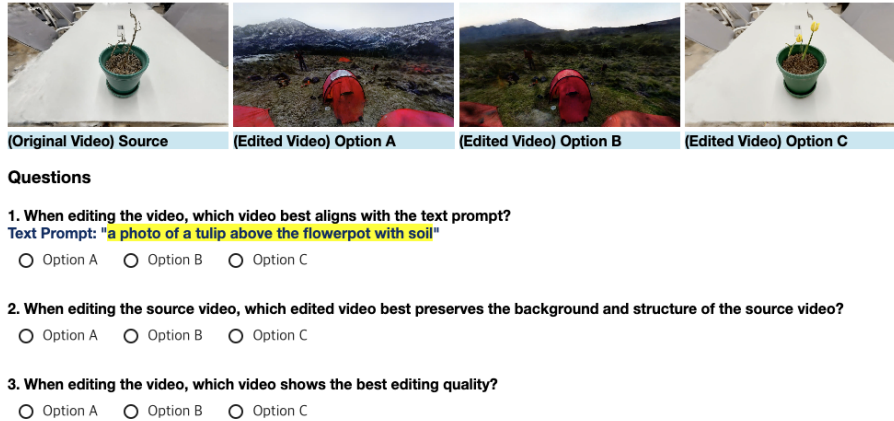 (Original Video) Source
(Edited Video) Option A
(Edited Video) Option B
(Edited Video) Option C
Questions
1. When editing the video, which video best aligns with the text prompt?
Text Prompt: "a photo of a tulip above the flowerpot with soil"
Option A
Option B
Option C
2. When editing the source video, which edited video best preserves the background and structure of the source video?
Option A
Option B
Option C
3. When editing the video, which video shows the best editing quality?
Option A
Option B
Option C